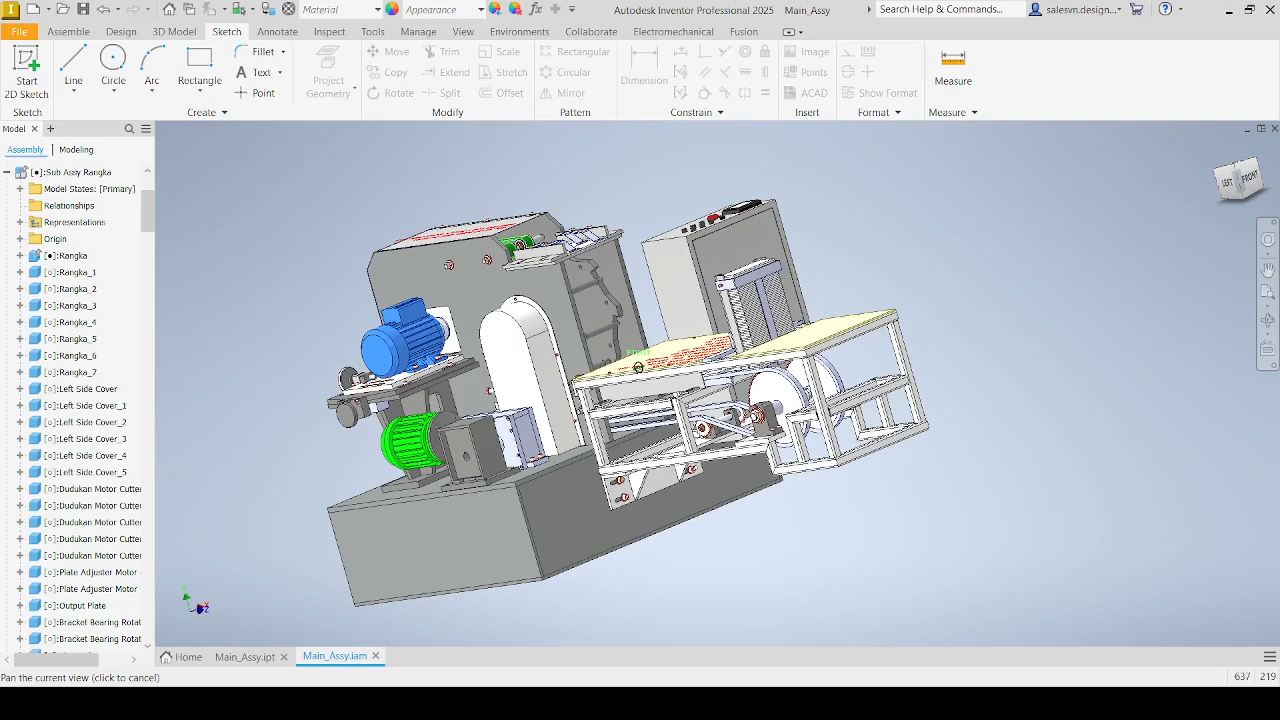 Material
Appearance
Autodesk Inventor Professional 2025 Main_Assy
Search Help & Commands...
salesvn.design...
File
Assembly
Design
3D Model
Sketch
Annotate
Inspect
Tools
Manage
View
Environments
Collaborate
Electromechanical
Fusion
Start
2D Sketch
Line
Circle
Arc
Rectangle
Fillet
Text
Point
Project
Geometry
Move
Copy
Rotate
Trim
Extend
Split
Scale
Stretch
Offset
Rectangular
Circular
Mirror
Dimension
Image
Points
ACAD
Show Format
Measure
Sketch
Create
Modify
Pattern
Constrain
Insert
Format
Measure
Model
Assembly
Modeling
[●]:Sub Assy Rangka
Model States: [Primary]
Relationships
Representations
Origin
[●]:Rangka
[○]:Rangka_1
[○]:Rangka_2
[○]:Rangka_3
[○]:Rangka_4
[○]:Rangka_5
[○]:Rangka_6
[○]:Rangka_7
[○]:Left Side Cover
[○]:Left Side Cover_1
[○]:Left Side Cover_2
[○]:Left Side Cover_3
[○]:Left Side Cover_4
[○]:Left Side Cover_5
[○]:Dudukan Motor Cutter
[○]:Dudukan Motor Cutter
[○]:Dudukan Motor Cutter
[○]:Dudukan Motor Cutter
[○]:Dudukan Motor Cutter
[○]:Plate Adjuster Motor
[○]:Plate Adjuster Motor
[○]:Output Plate
[○]:Bracket Bearing Rotat
[○]:Bracket Bearing Rotat
LEFT
FRONT
Home
Main_Assy.ipt
Main_Assy.iam
Pan the current view (click to cancel)
637
219